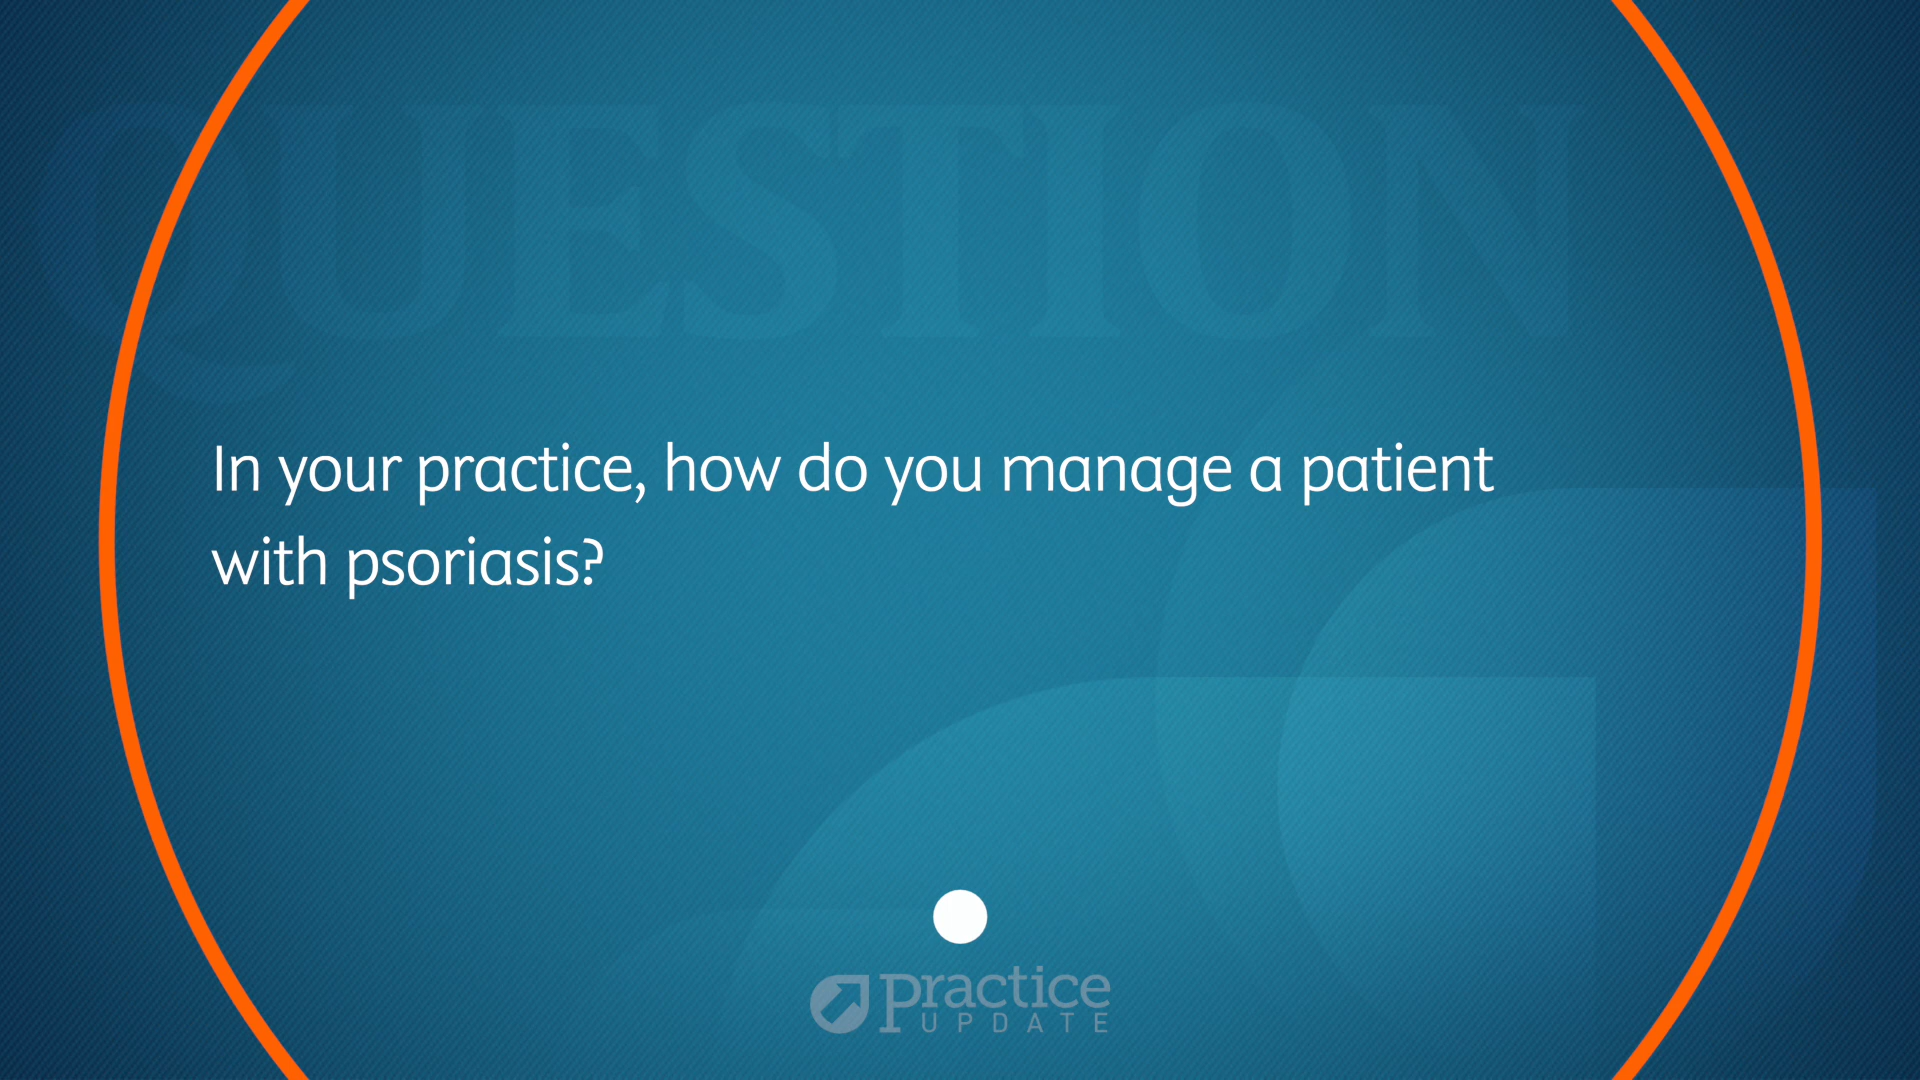 QUESTION
In your practice, how do you manage a patient
with psoriasis?
Practice
UPDATE